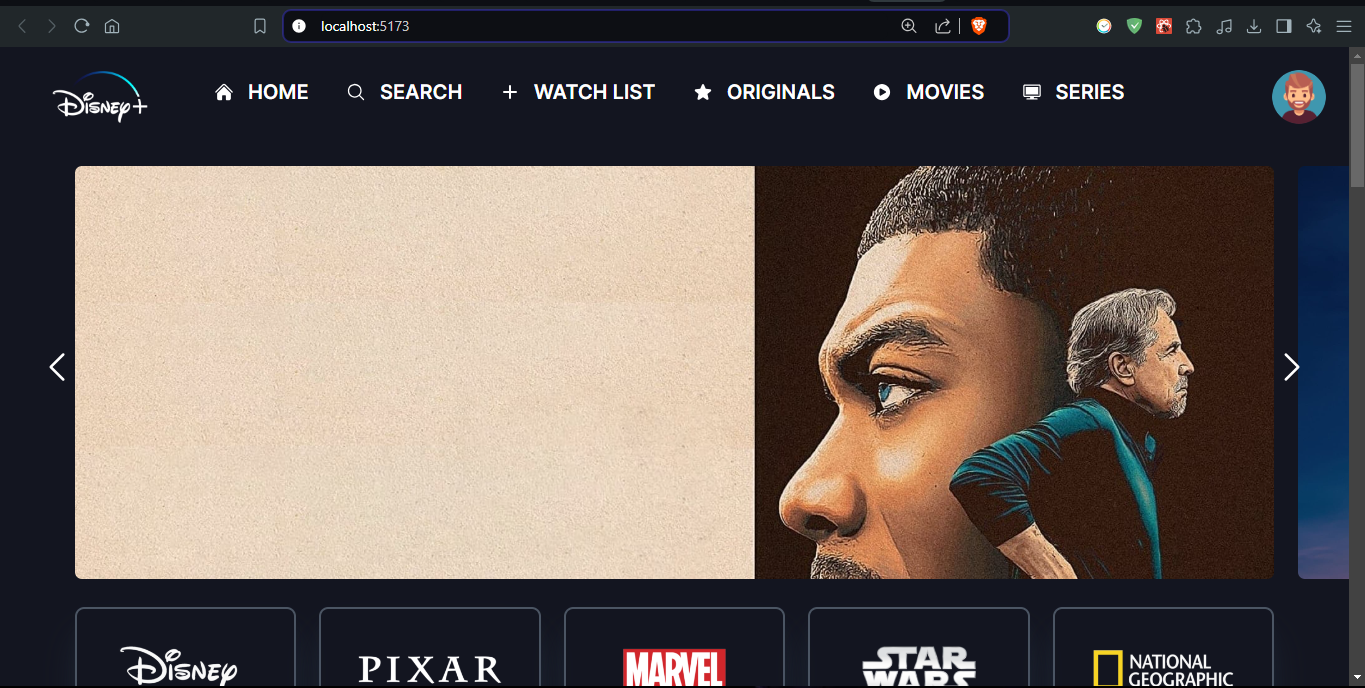 localhost:5173
Disney+
HOME
SEARCH
WATCH LIST
ORIGINALS
MOVIES
SERIES
Disney
PIXAR
MARVEL
STAR
WARS
NATIONAL
GEOGRAPHIC